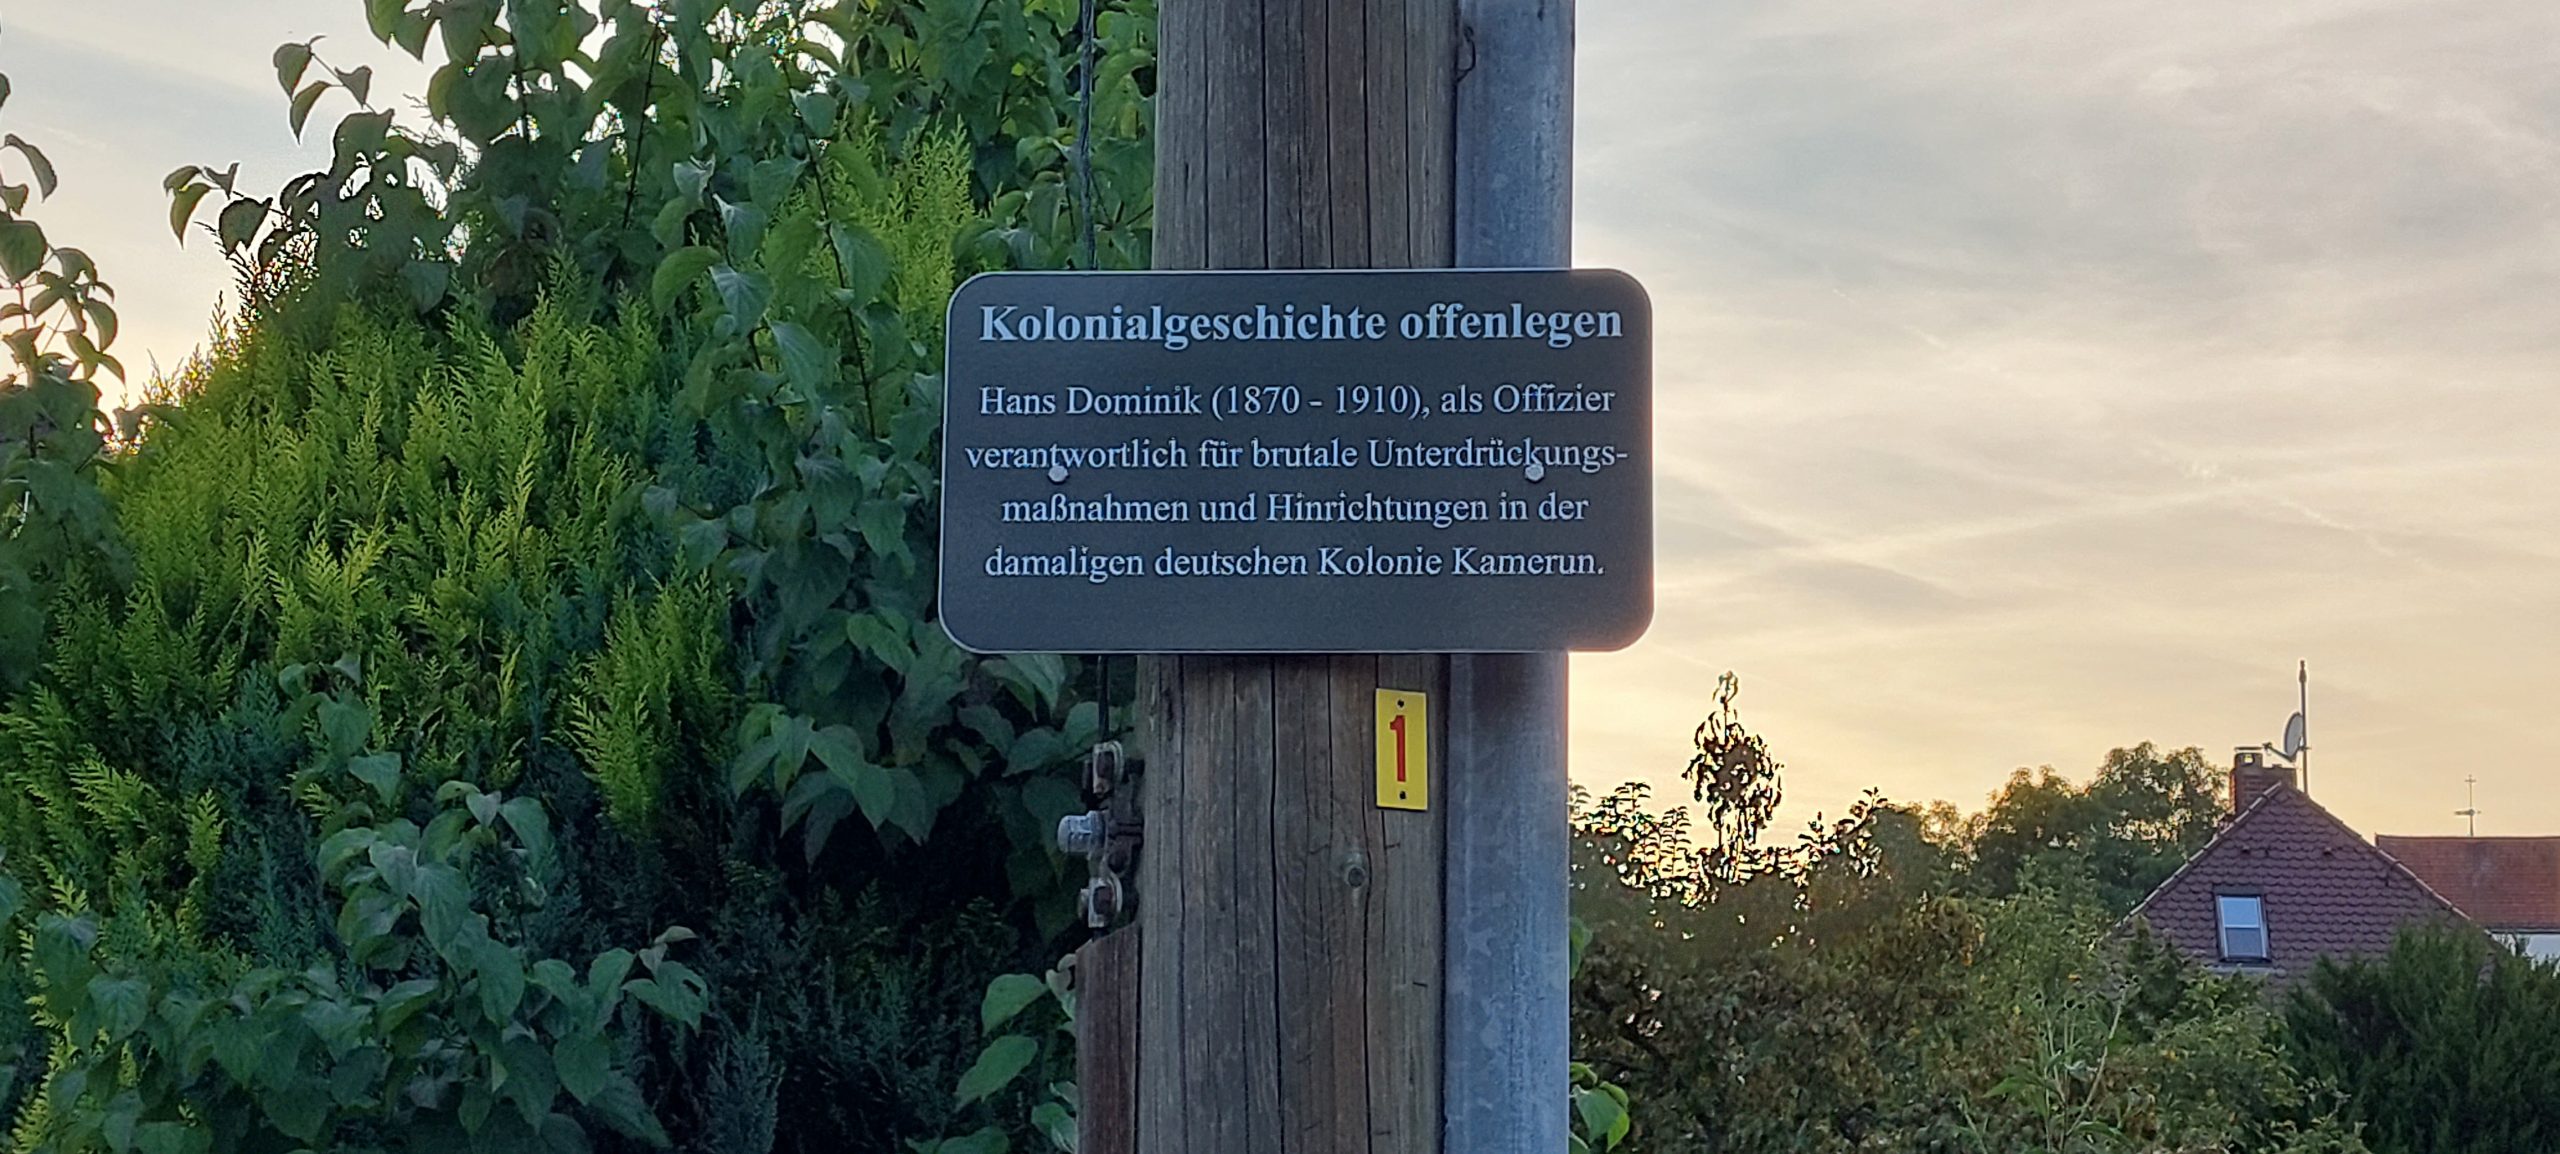 Kolonialgeschichte offenlegen
Hans Dominik (1870 - 1910), als Offizier
verantwortlich für brutale Unterdrückungs-
maßnahmen und Hinrichtungen in der
damaligen deutschen Kolonie Kamerun.
1